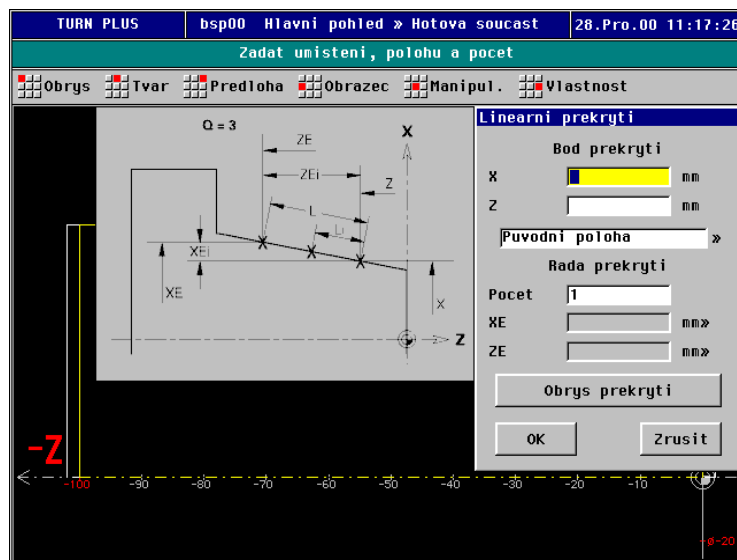 TURN PLUS bsp00 Hlavni pohled » Hotova soucast 28.Pro.00 11:17:26
Zadat umisteni, polohu a pocet
Obrys Tvar Predloha Obrazec Manipul. Vlastnost
Linearni prekryti
Bod prekryti
X mm
Z mm
Puvodni poloha »
Rada prekryti
Pocet 1
XE mm»
ZE mm»
Obrys prekryti
OK Zrusit
Q = 3
ZE
X
ZEi
Z
L
Li
XEi
XE
X
Z
-Z
-100 -90 -80 -70 -60 -50 -40 -30 -20 -10 0
-ø-20